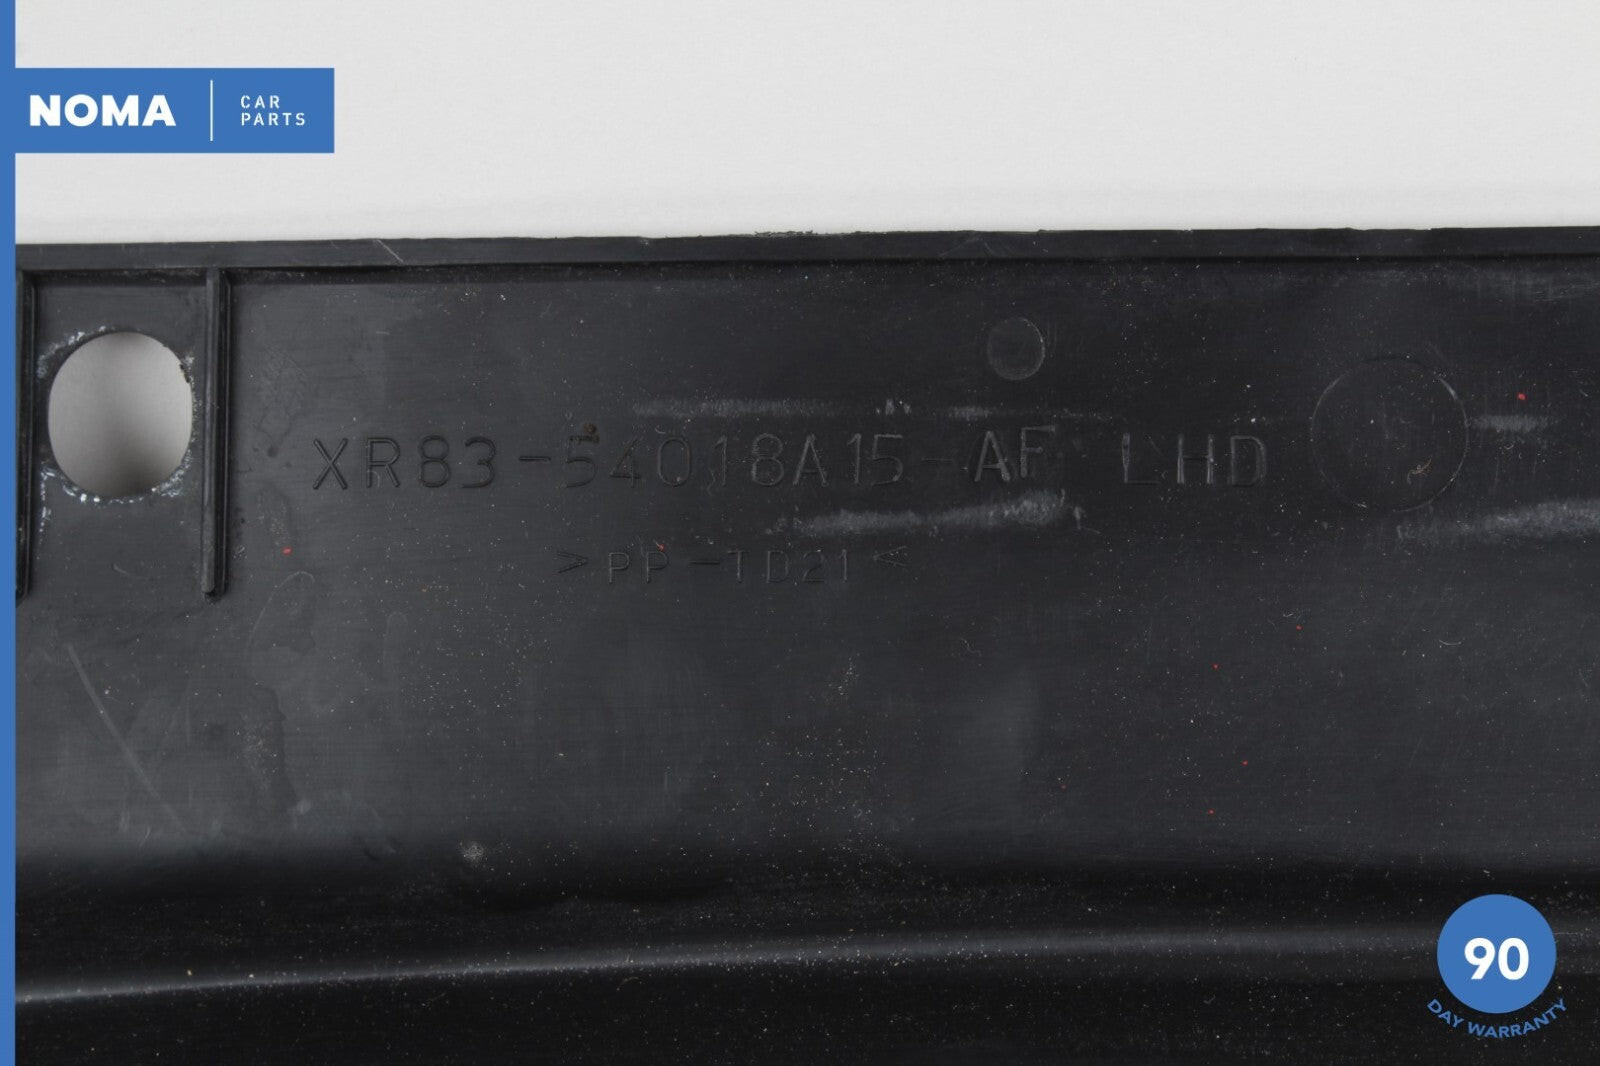 NOMA
CAR
PARTS
XR83-54018A15-AF LHD
>PP-TD21<
90
DAY WARRANTY